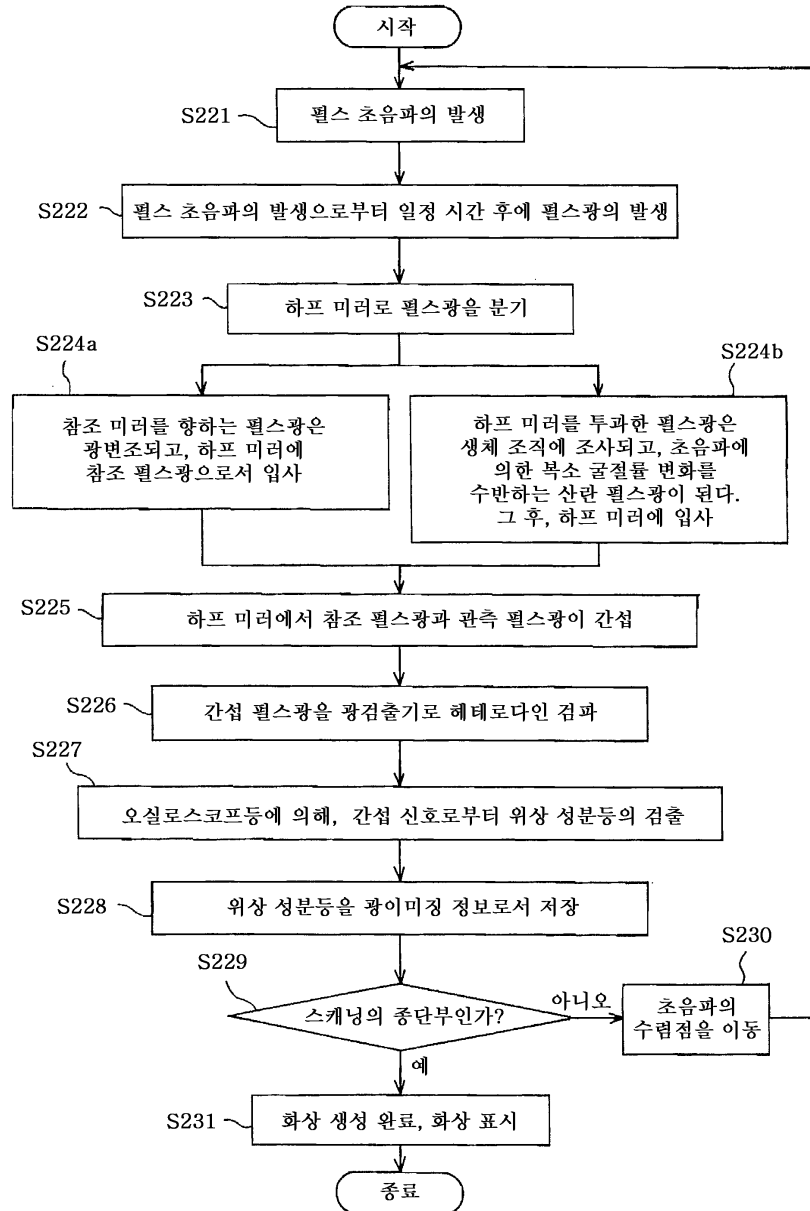 시작
S221
펄스 초음파의 발생
S222
펄스 초음파의 발생으로부터 일정 시간 후에 펄스광의 발생
S223
하프 미러로 펄스광을 분기
S224a
참조 미러를 향하는 펄스광은
광변조되고, 하프 미러에
참조 펄스광으로서 입사
S224b
하프 미러를 투과한 펄스광은
생체 조직에 조사되고, 초음파에
의한 복소 굴절률 변화를
수반하는 산란 펄스광이 된다.
그 후, 하프 미러에 입사
S225
하프 미러에서 참조 펄스광과 관측 펄스광이 간섭
S226
간섭 펄스광을 광검출기로 헤테로다인 검파
S227
오실로스코프등에 의해, 간섭 신호로부터 위상 성분등의 검출
S228
위상 성분등을 광이미징 정보로서 저장
S229
스캐닝의 종단부인가?
아니오
S230
초음파의
수렴점을 이동
예
S231
화상 생성 완료, 화상 표시
종료